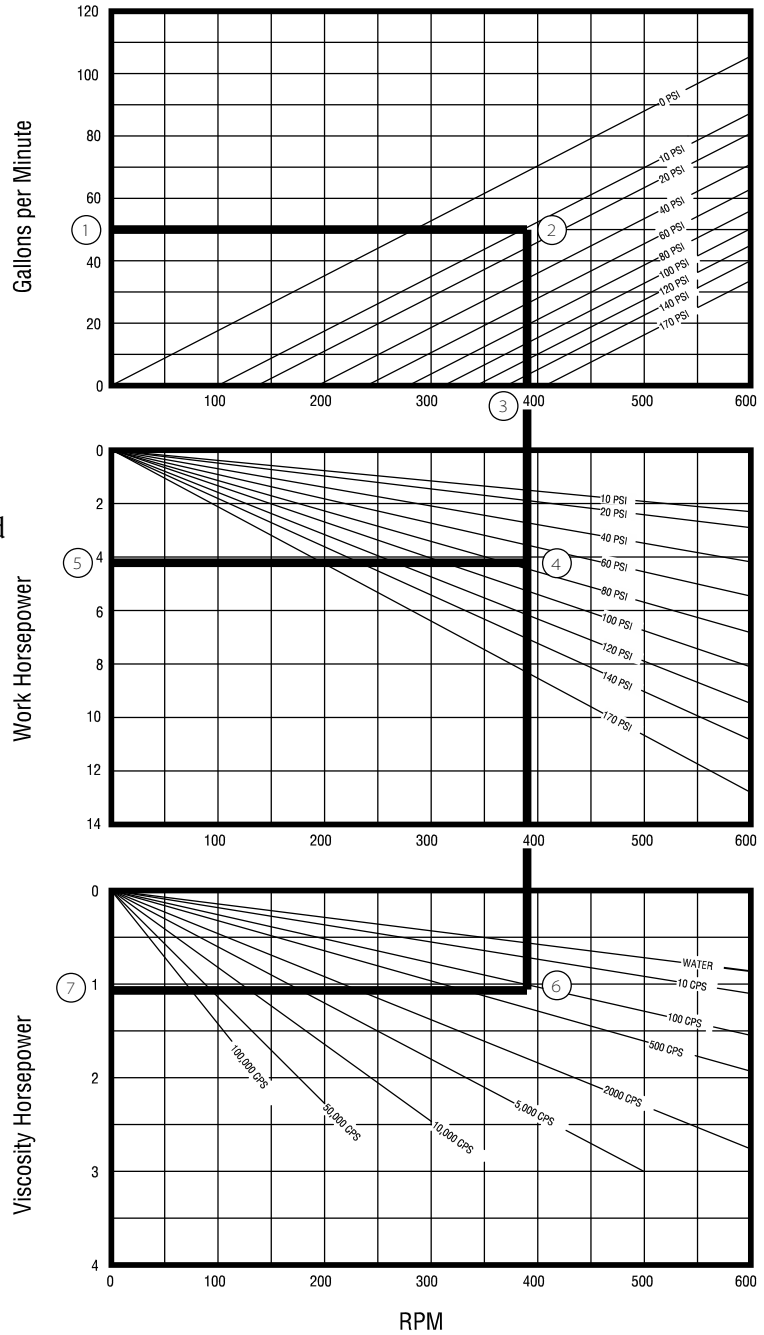 120
100
80
60
40
20
0
Gallons per Minute
0 PSI
10 PSI
20 PSI
40 PSI
60 PSI
80 PSI
100 PSI
120 PSI
140 PSI
170 PSI
1
2
3
100 200 300 400 500 600
d
0
2
4
6
8
10
12
14
Work Horsepower
10 PSI
20 PSI
40 PSI
60 PSI
80 PSI
100 PSI
120 PSI
140 PSI
170 PSI
5
4
100 200 300 400 500 600
0
1
2
3
4
Viscosity Horsepower
WATER
10 CPS
100 CPS
500 CPS
2000 CPS
5,000 CPS
10,000 CPS
50,000 CPS
100,000 CPS
7
6
0 100 200 300 400 500 600
RPM